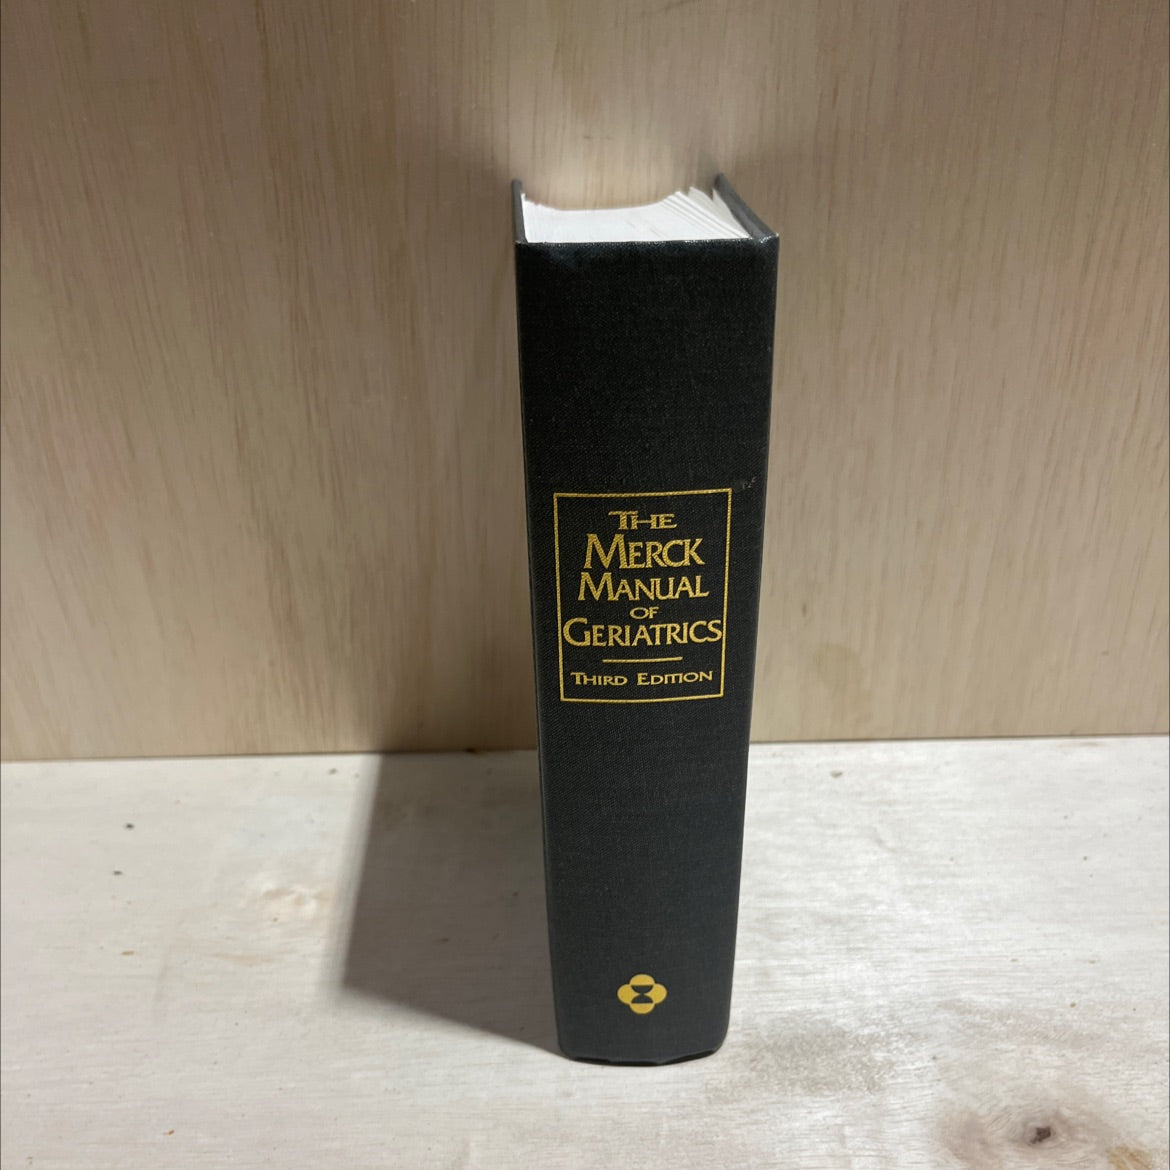 THE
MERCK
MANUAL
OF
GERIATRICS
THIRD EDITION